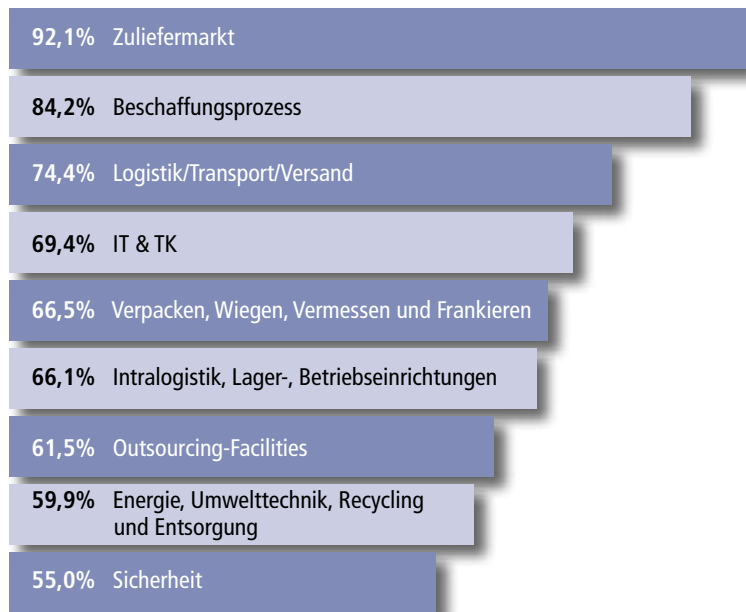 92,1% Zuliefermarkt
84,2% Beschaffungsprozess
74,4% Logistik/Transport/Versand
69,4% IT & TK
66,5% Verpacken, Wiegen, Vermessen und Frankieren
66,1% Intralogistik, Lager-, Betriebseinrichtungen
61,5% Outsourcing-Facilities
59,9% Energie, Umwelttechnik, Recycling
und Entsorgung
55,0% Sicherheit